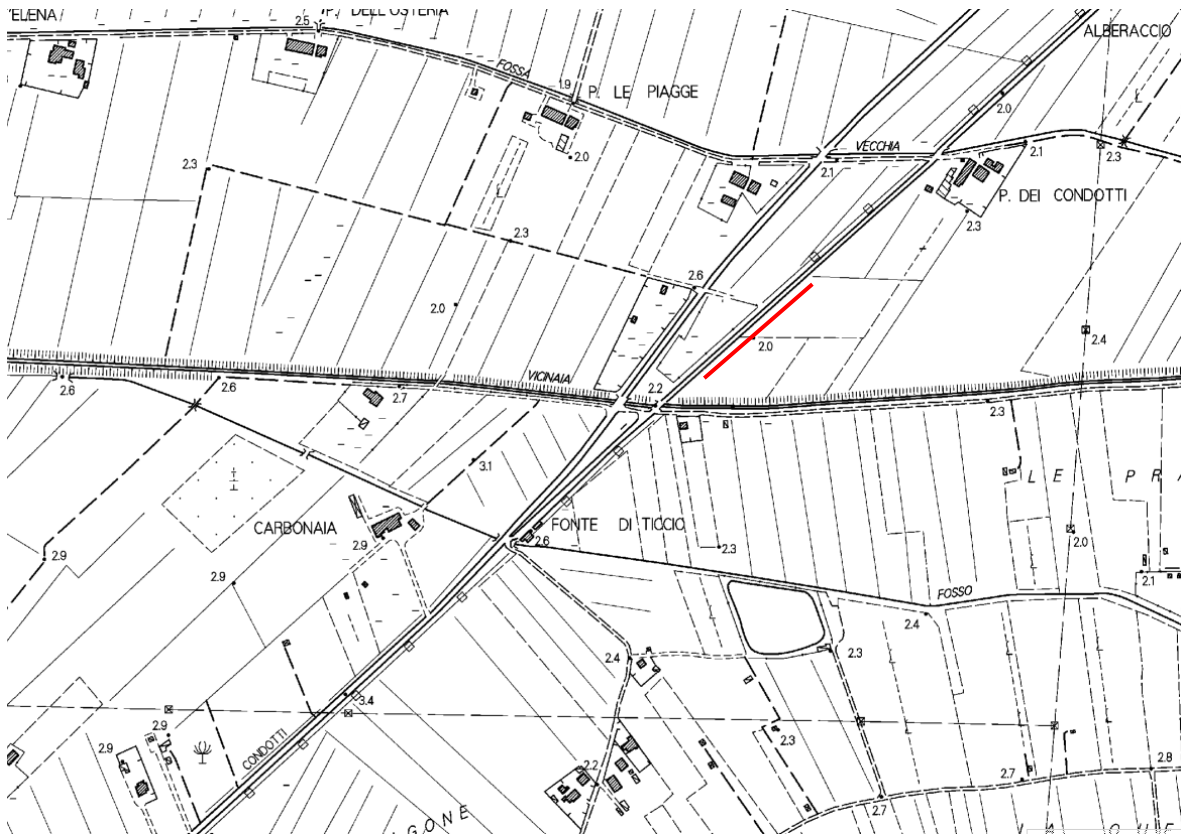 'ELENA
P. DELL'OSTERIA
2.5
ALBERACCIO
FOSSA
1.9
P. LE PIAGGE
2.0
L
VECCHIA
2.0
2.1
2.1
2.3
2.3
L
P. DEI CONDOTTI
2.3
2.3
2.6
2.0
2.0
2.4
VICINAIA
2.2
2.6
2.6
2.7
2.3
3.1
LE PRA
CARBONAIA
2.9
FONTE DI TICCIO
2.6
2.3
2.0
2.9
2.9
2.1
FOSSO
2.4
2.4
2.3
3.4
CONDOTTI
2.9
2.9
2.3
2.2
2.7
2.8
2.7
GONE